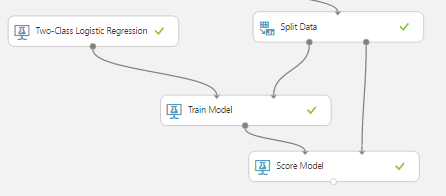 Two-Class Logistic Regression
Split Data
Train Model
Score Model